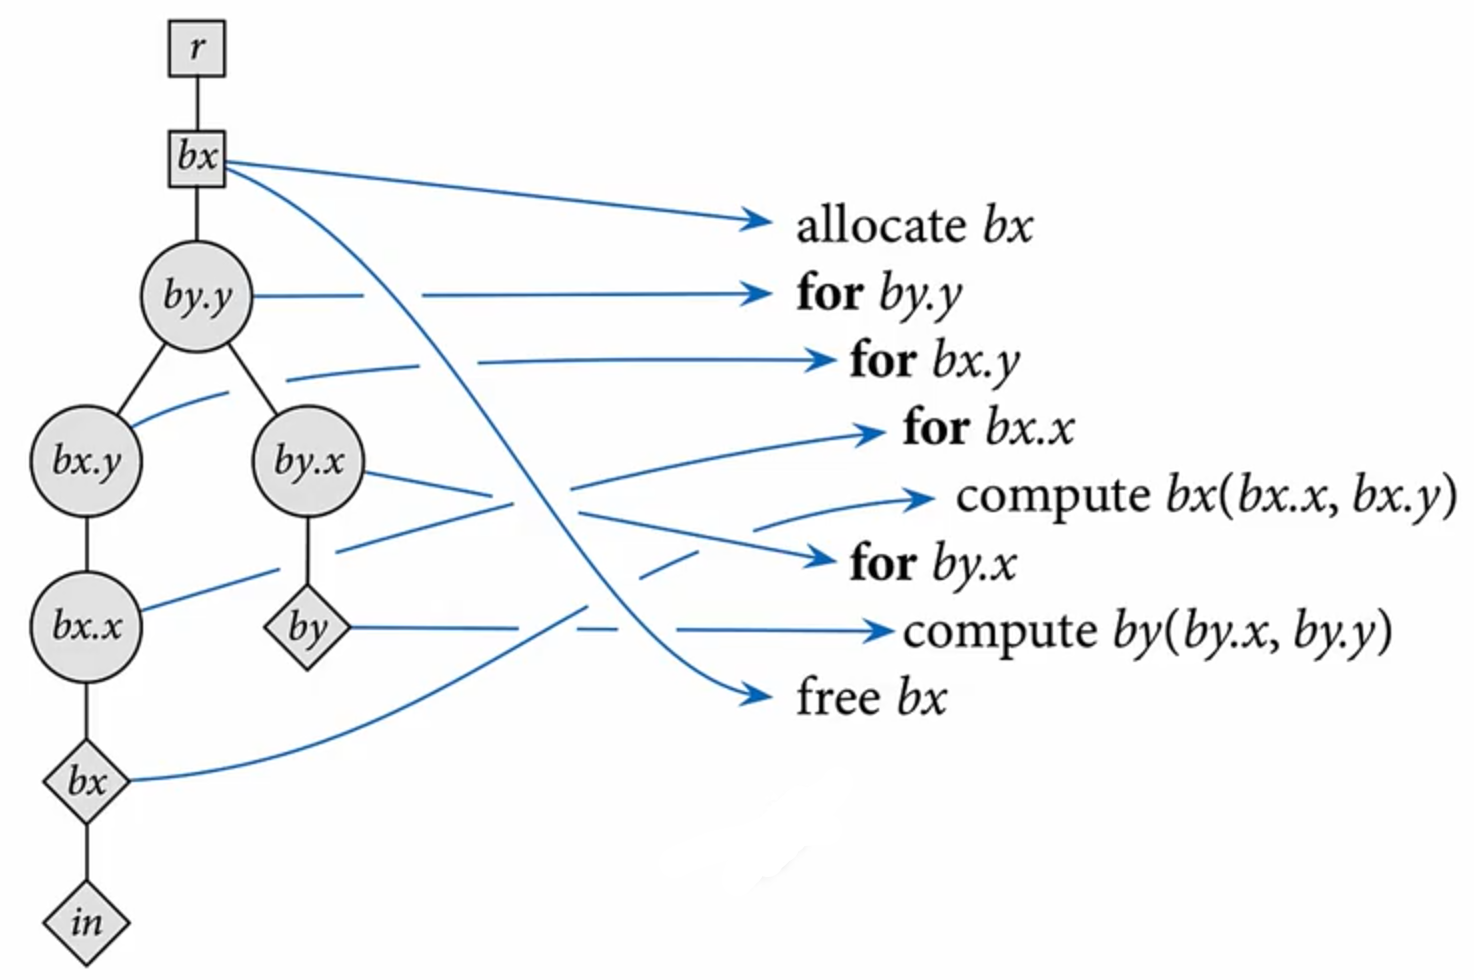 r
bx
allocate bx
by.y
for by.y
for bx.y
for bx.x
bx.y
by.x
compute bx(bx.x, bx.y)
for by.x
bx.x
by
compute by(by.x, by.y)
free bx
bx
in